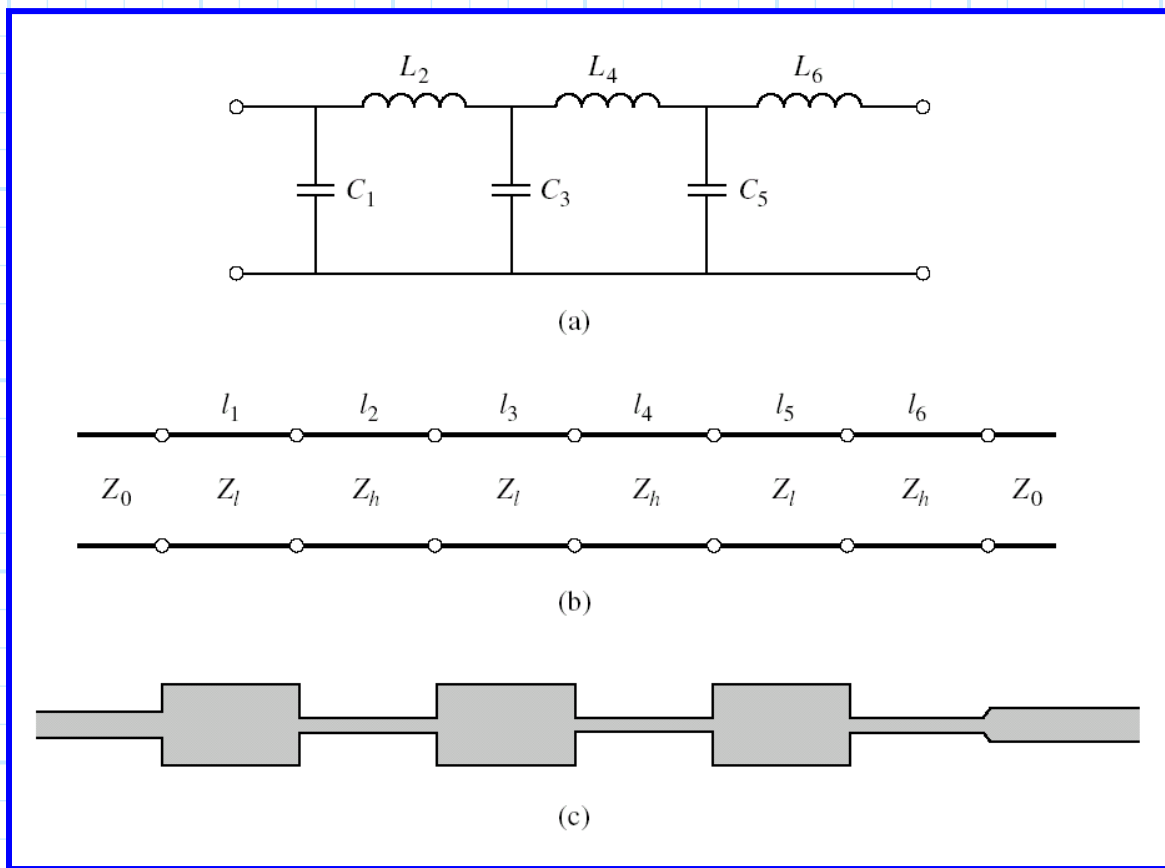 L₂ L₄ L₆
C₁ C₃ C₅
(a)
l₁ l₂ l₃ l₄ l₅ l₆
Z₀ Zₗ Zₕ Zₗ Zₕ Zₗ Zₕ Z₀
(b)
(c)